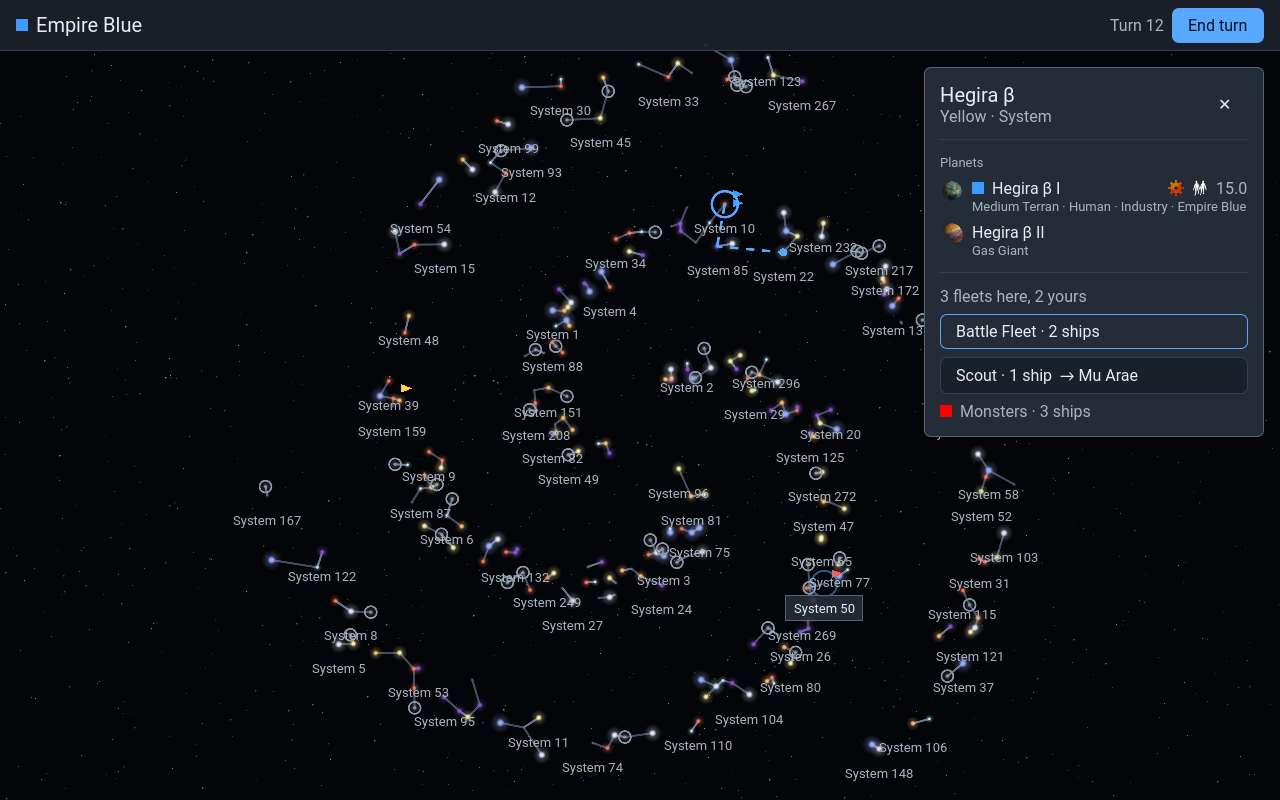 Empire Blue
Turn 12
End turn
System 123
System 33
System 267
System 30
System 45
System 99
System 93
System 12
System 54
System 10
System 232
System 15
System 34
System 85
System 22
System 217
System 172
System 4
System 1
System 48
System 88
System 2
System 296
System 39
System 151
System 29
System 159
System 208
System 20
System 82
System 125
System 9
System 49
System 96
System 272
System 58
System 167
System 87
System 81
System 52
System 47
System 6
System 75
System 65
System 103
System 122
System 132
System 3
System 77
System 31
System 249
System 24
System 50
System 115
System 27
System 8
System 269
System 5
System 26
System 121
System 53
System 80
System 37
System 95
System 104
System 11
System 110
System 106
System 74
System 148
Hegira β
×
Yellow · System
Planets
Hegira β I
15.0
Medium Terran · Human · Industry · Empire Blue
Hegira β II
Gas Giant
3 fleets here, 2 yours
Battle Fleet · 2 ships
Scout · 1 ship → Mu Arae
Monsters · 3 ships